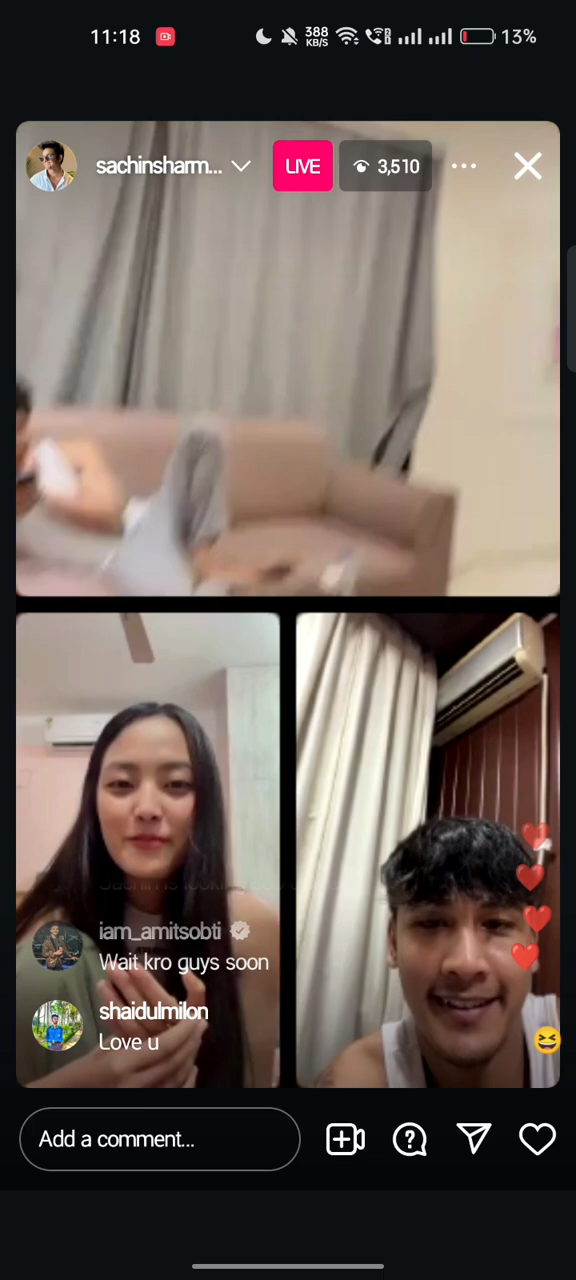 11:18
388
KB/S
13%
sachinsharm...
LIVE
3,510
iam_amitsobti
Wait kro guys soon
shaidulmilon
Love u
Add a comment...